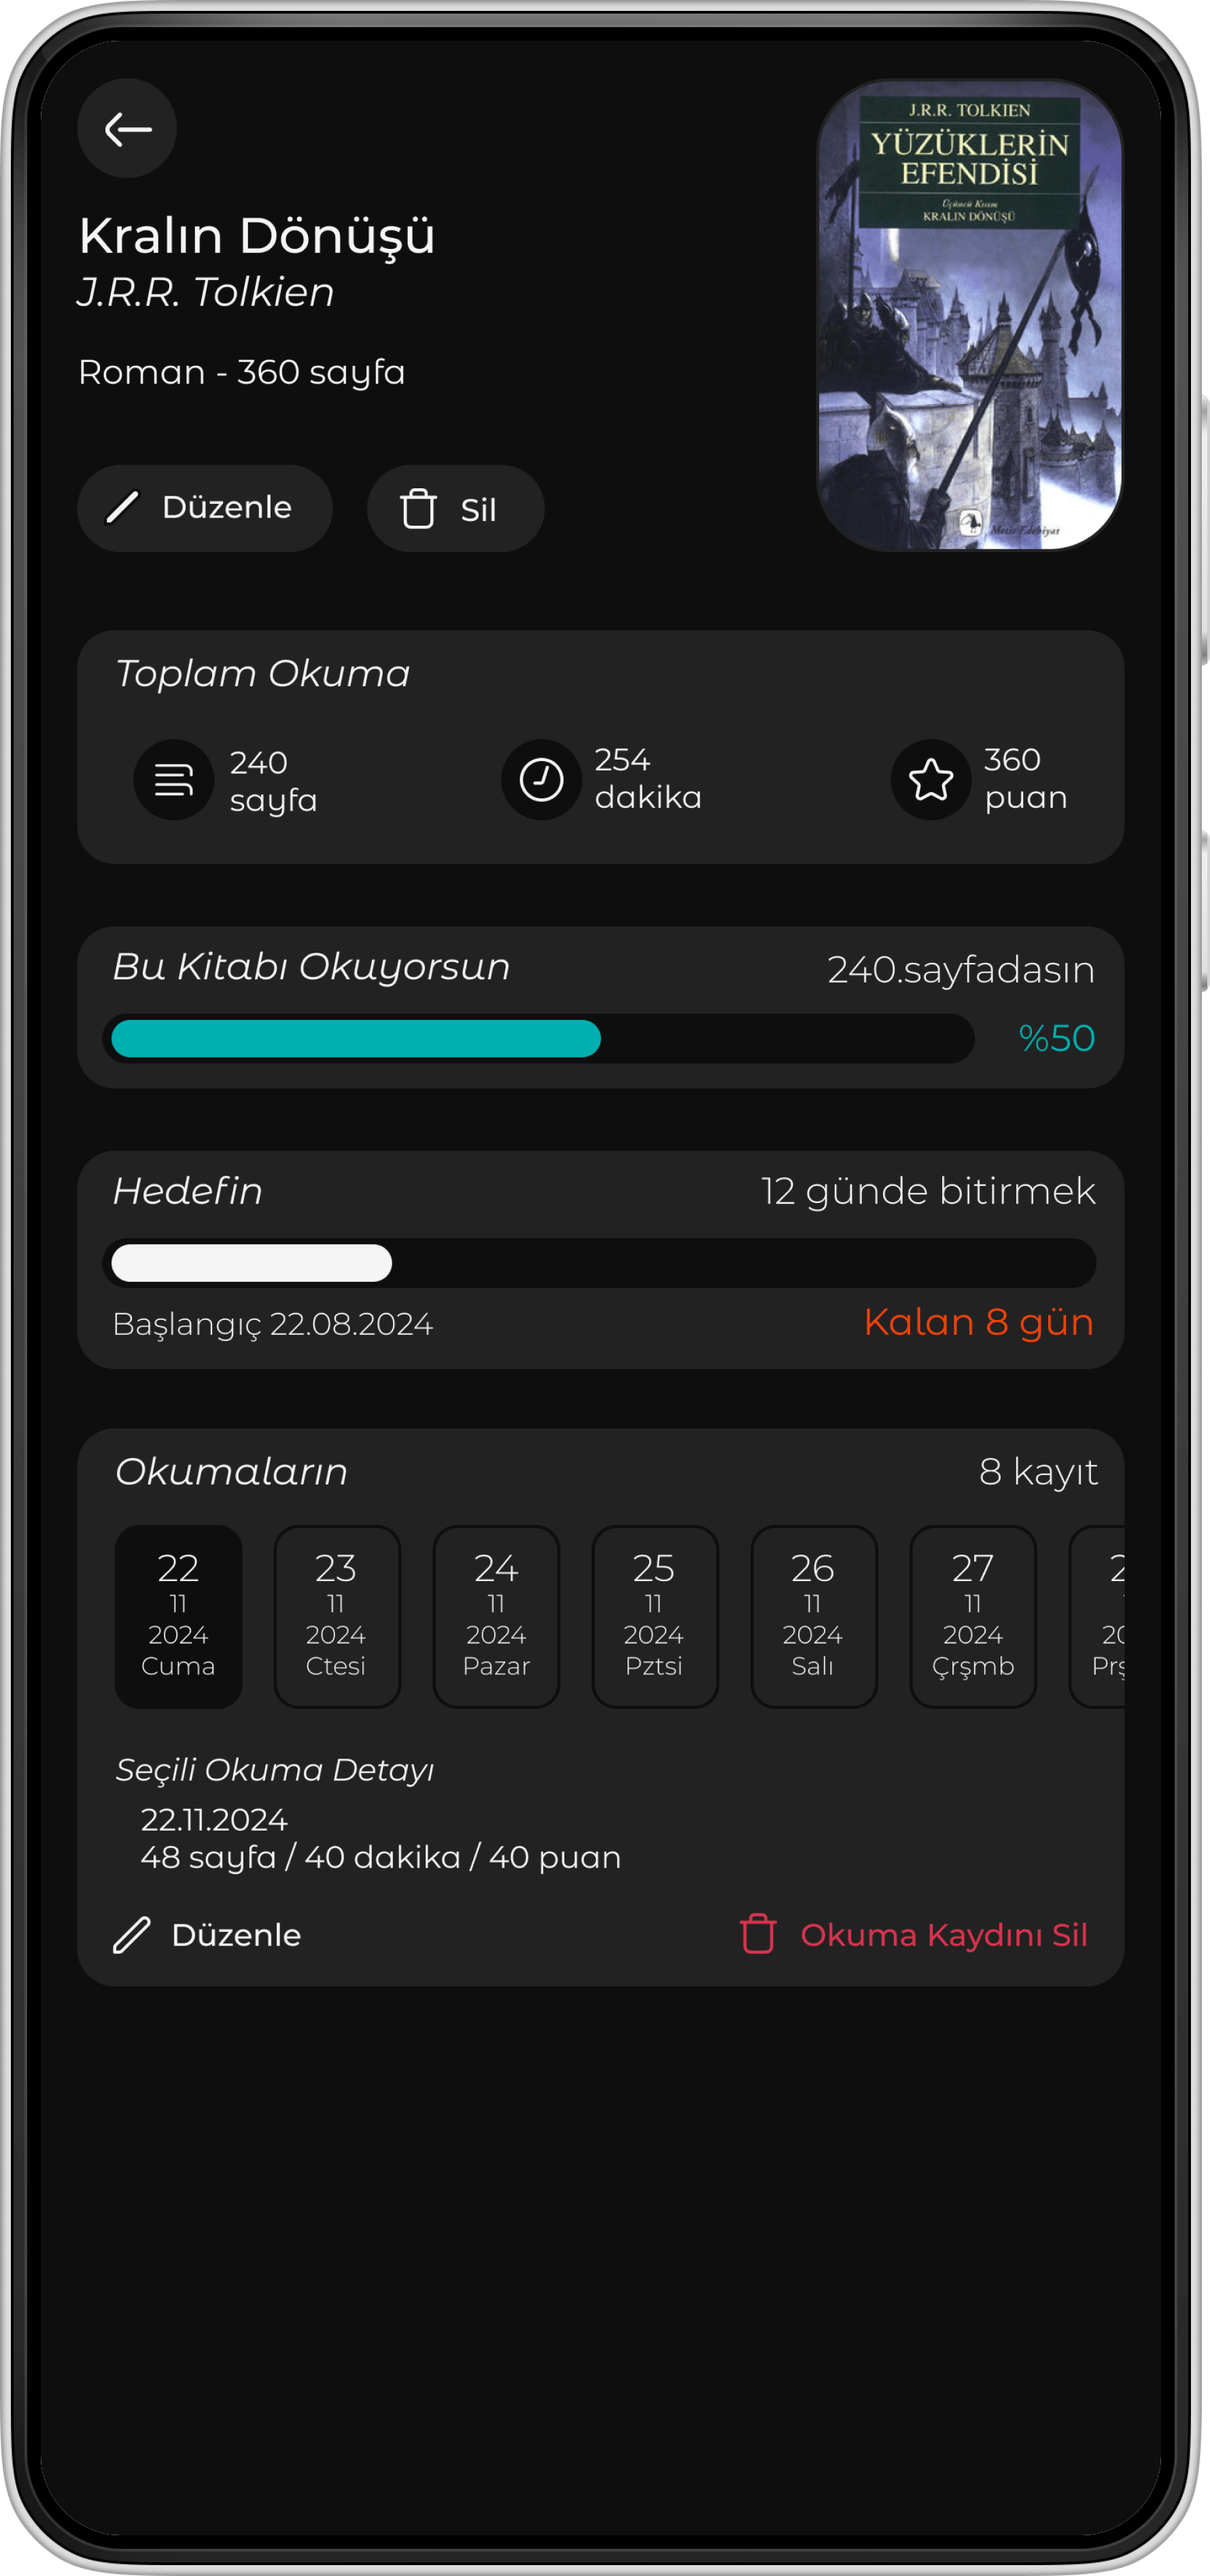 J.R.R. TOLKIEN
YÜZÜKLERİN
EFENDİSİ
Üçüncü Kısım
KRALIN DÖNÜŞÜ
Metis Edebiyat
Kralın Dönüşü
J.R.R. Tolkien
Roman - 360 sayfa
Düzenle
Sil
Toplam Okuma
240
sayfa
254
dakika
360
puan
Bu Kitabı Okuyorsun
240.sayfadasın
%50
Hedefin
12 günde bitirmek
Başlangıç 22.08.2024
Kalan 8 gün
Okumaların
8 kayıt
22
11
2024
Cuma
23
11
2024
Ctesi
24
11
2024
Pazar
25
11
2024
Pztsi
26
11
2024
Salı
27
11
2024
Çrşmb
2
20
Prş
Seçili Okuma Detayı
22.11.2024
48 sayfa / 40 dakika / 40 puan
Düzenle
Okuma Kaydını Sil